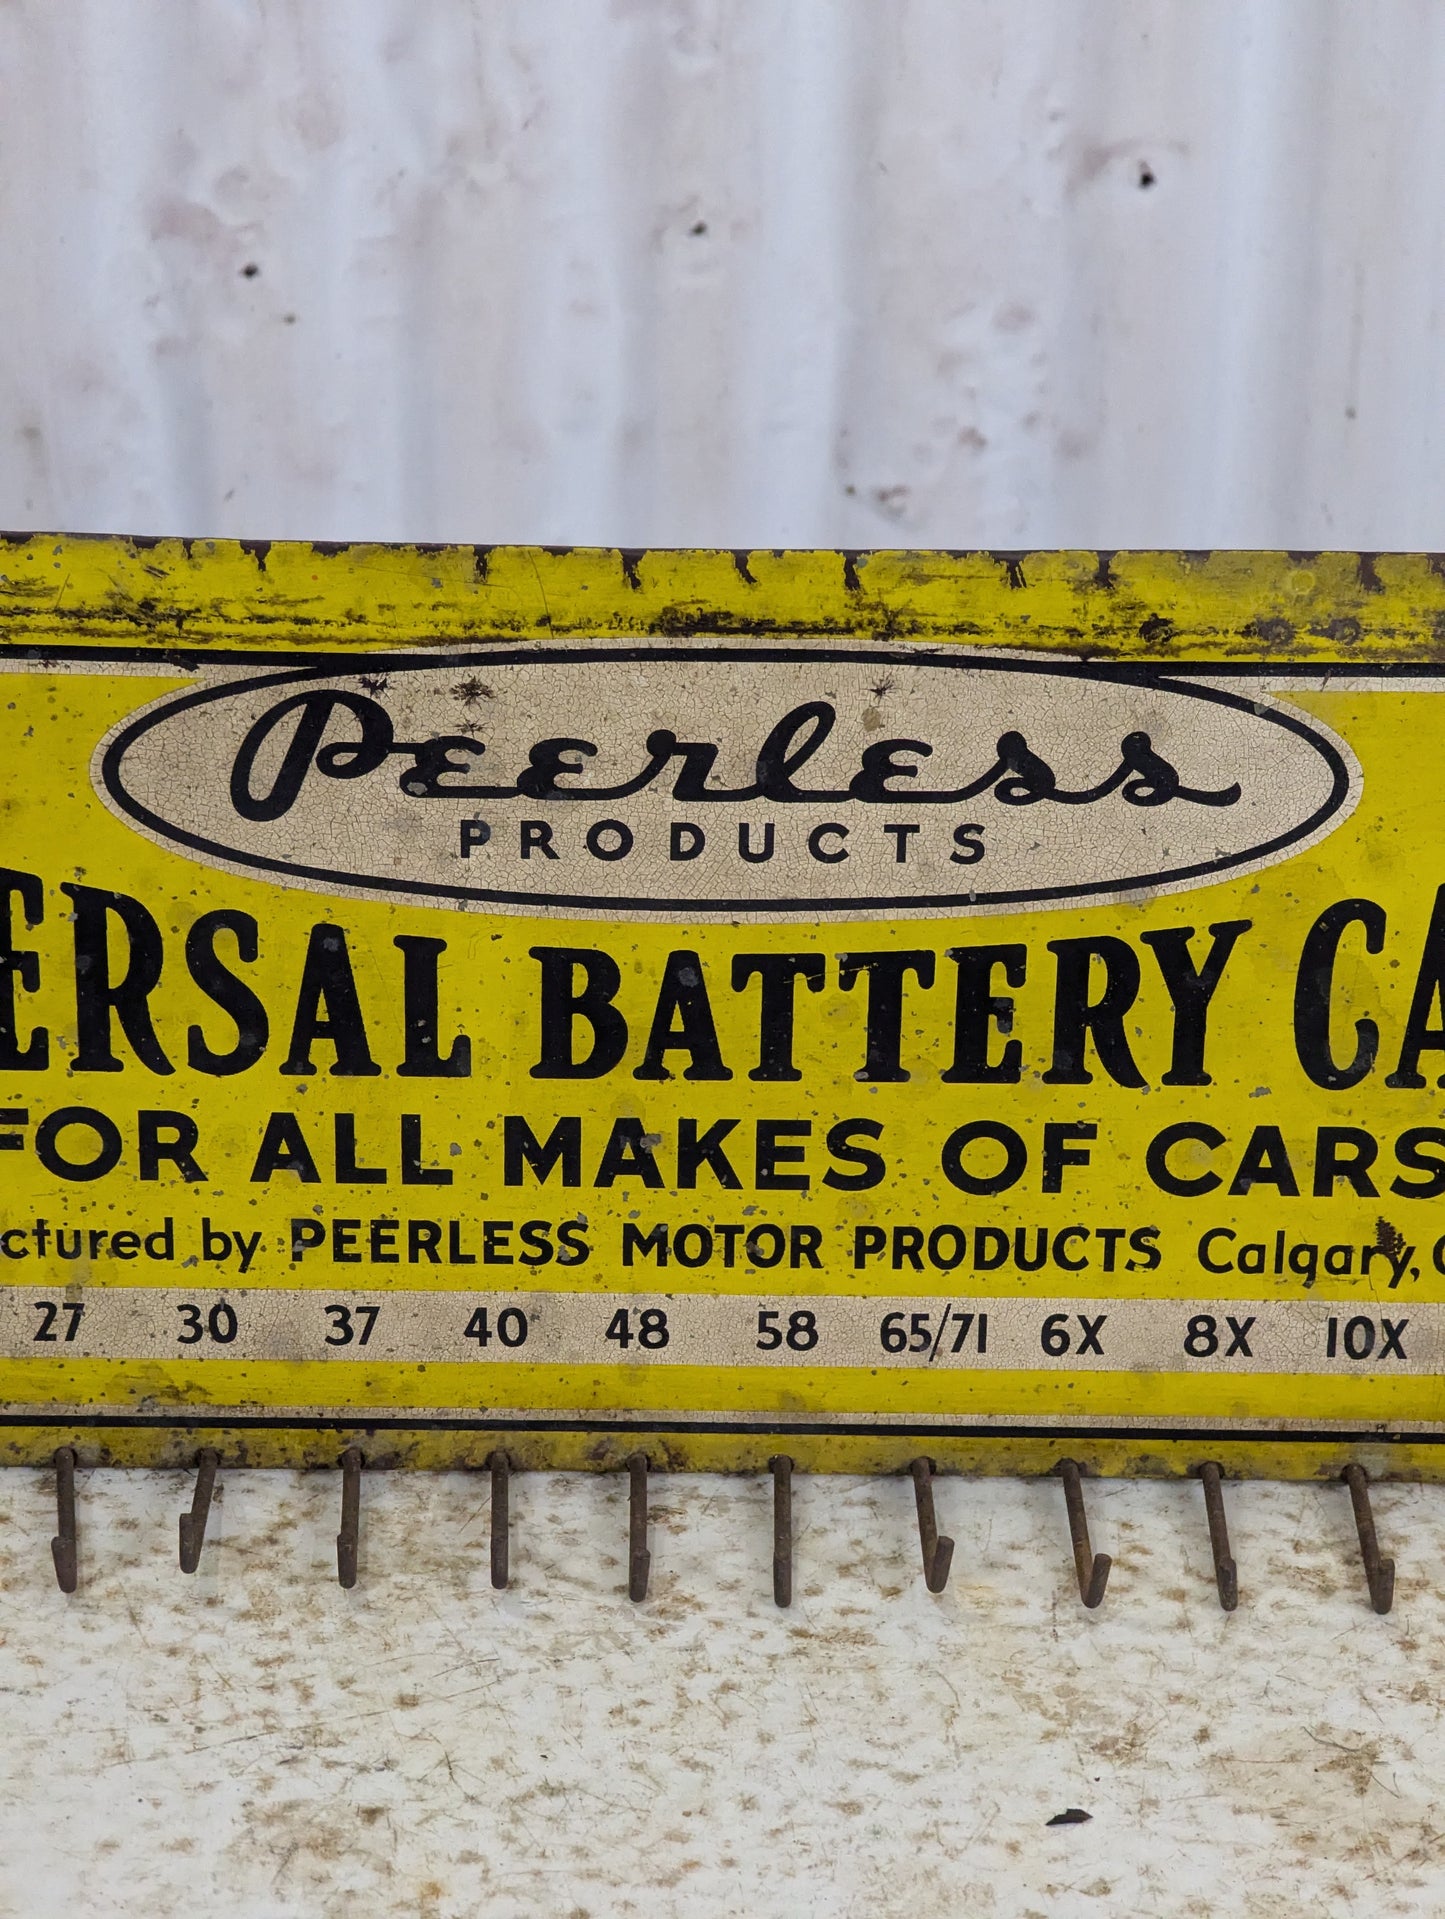 Peerless
PRODUCTS
ERSAL BATTERY CA
FOR ALL MAKES OF CARS
ctured by PEERLESS MOTOR PRODUCTS Calgary, C
27 30 37 40 48 58 65/71 6X 8X 10X